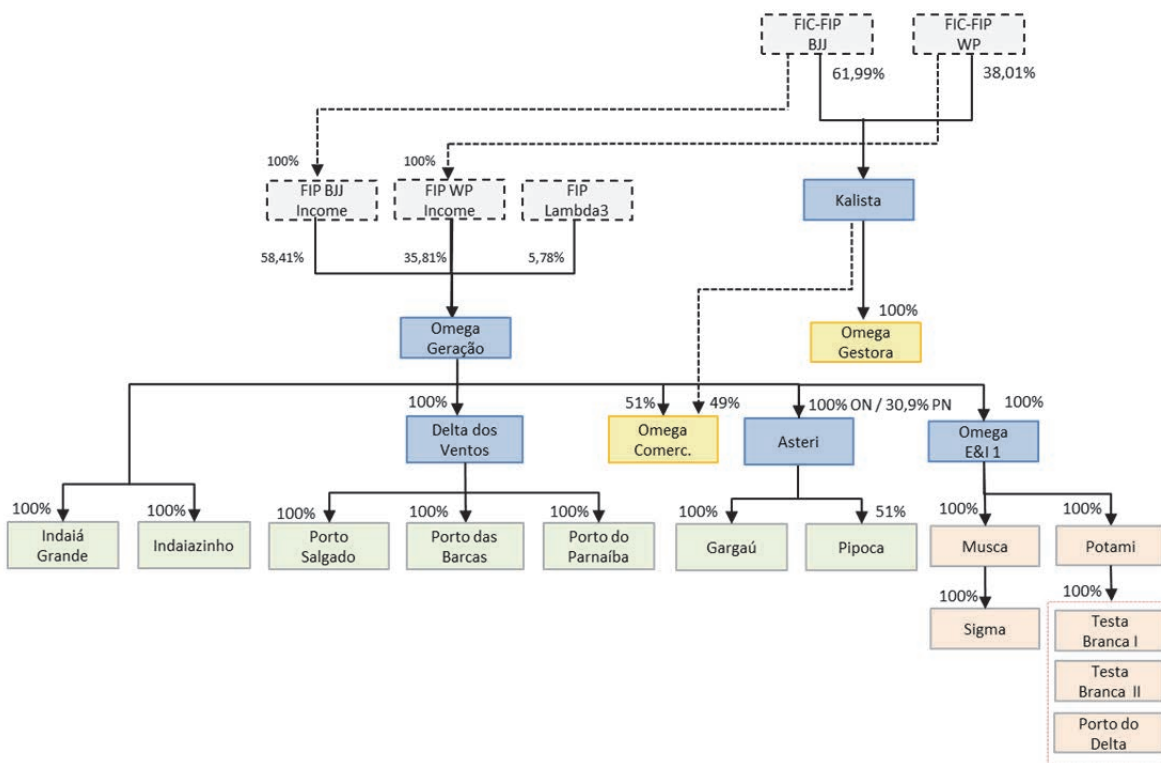 FIC-FIP
BJJ
FIC-FIP
WP
61,99%
38,01%
100%
100%
FIP BJJ
Income
FIP WP
Income
FIP
Lambda3
Kalista
58,41%
35,81%
5,78%
100%
Omega
Geração
Omega
Gestora
100%
51%
49%
100% ON / 30,9% PN
100%
Delta dos
Ventos
Omega
Comerc.
Asteri
Omega
E&I 1
100%
100%
100%
100%
100%
100%
51%
100%
100%
Indaiá
Grande
Indaiazinho
Porto
Salgado
Porto das
Barcas
Porto do
Parnaíba
Gargaú
Pipoca
Musca
Potami
100%
100%
Sigma
Testa
Branca I
Testa
Branca II
Porto do
Delta